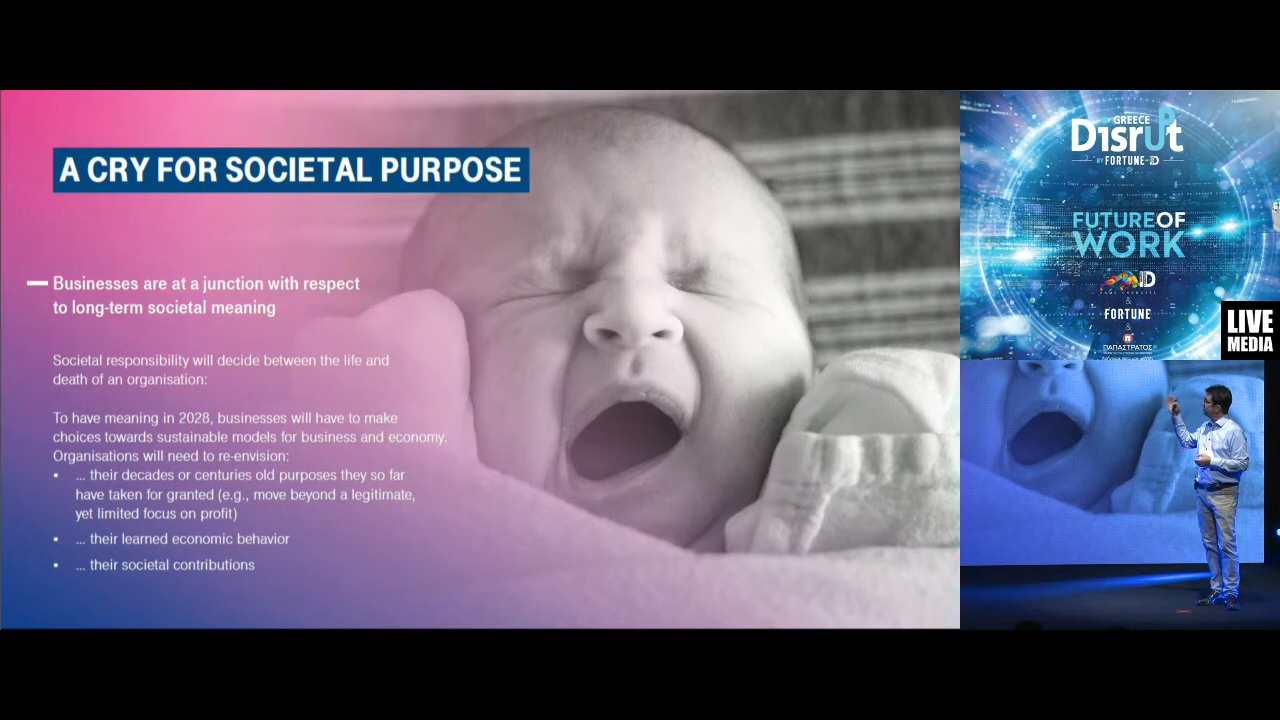 A CRY FOR SOCIETAL PURPOSE
Businesses are at a junction with respect
to long-term societal meaning
Societal responsibility will decide between the life and
death of an organisation:
To have meaning in 2028, businesses will have to make
choices towards sustainable models for business and economy.
Organisations will need to re-envision:
▪ ... their decades or centuries old purposes they so far
have taken for granted (e.g., move beyond a legitimate,
yet limited focus on profit)
▪ ... their learned economic behavior
▪ ... their societal contributions
GREECE
D1srUPt
BY FORTUNE-ID
FUTURE OF
WORK
&
FORTUNE
&
ΠΑΠΑΣΤΡΑΤΟΣ
LIVE
MEDIA